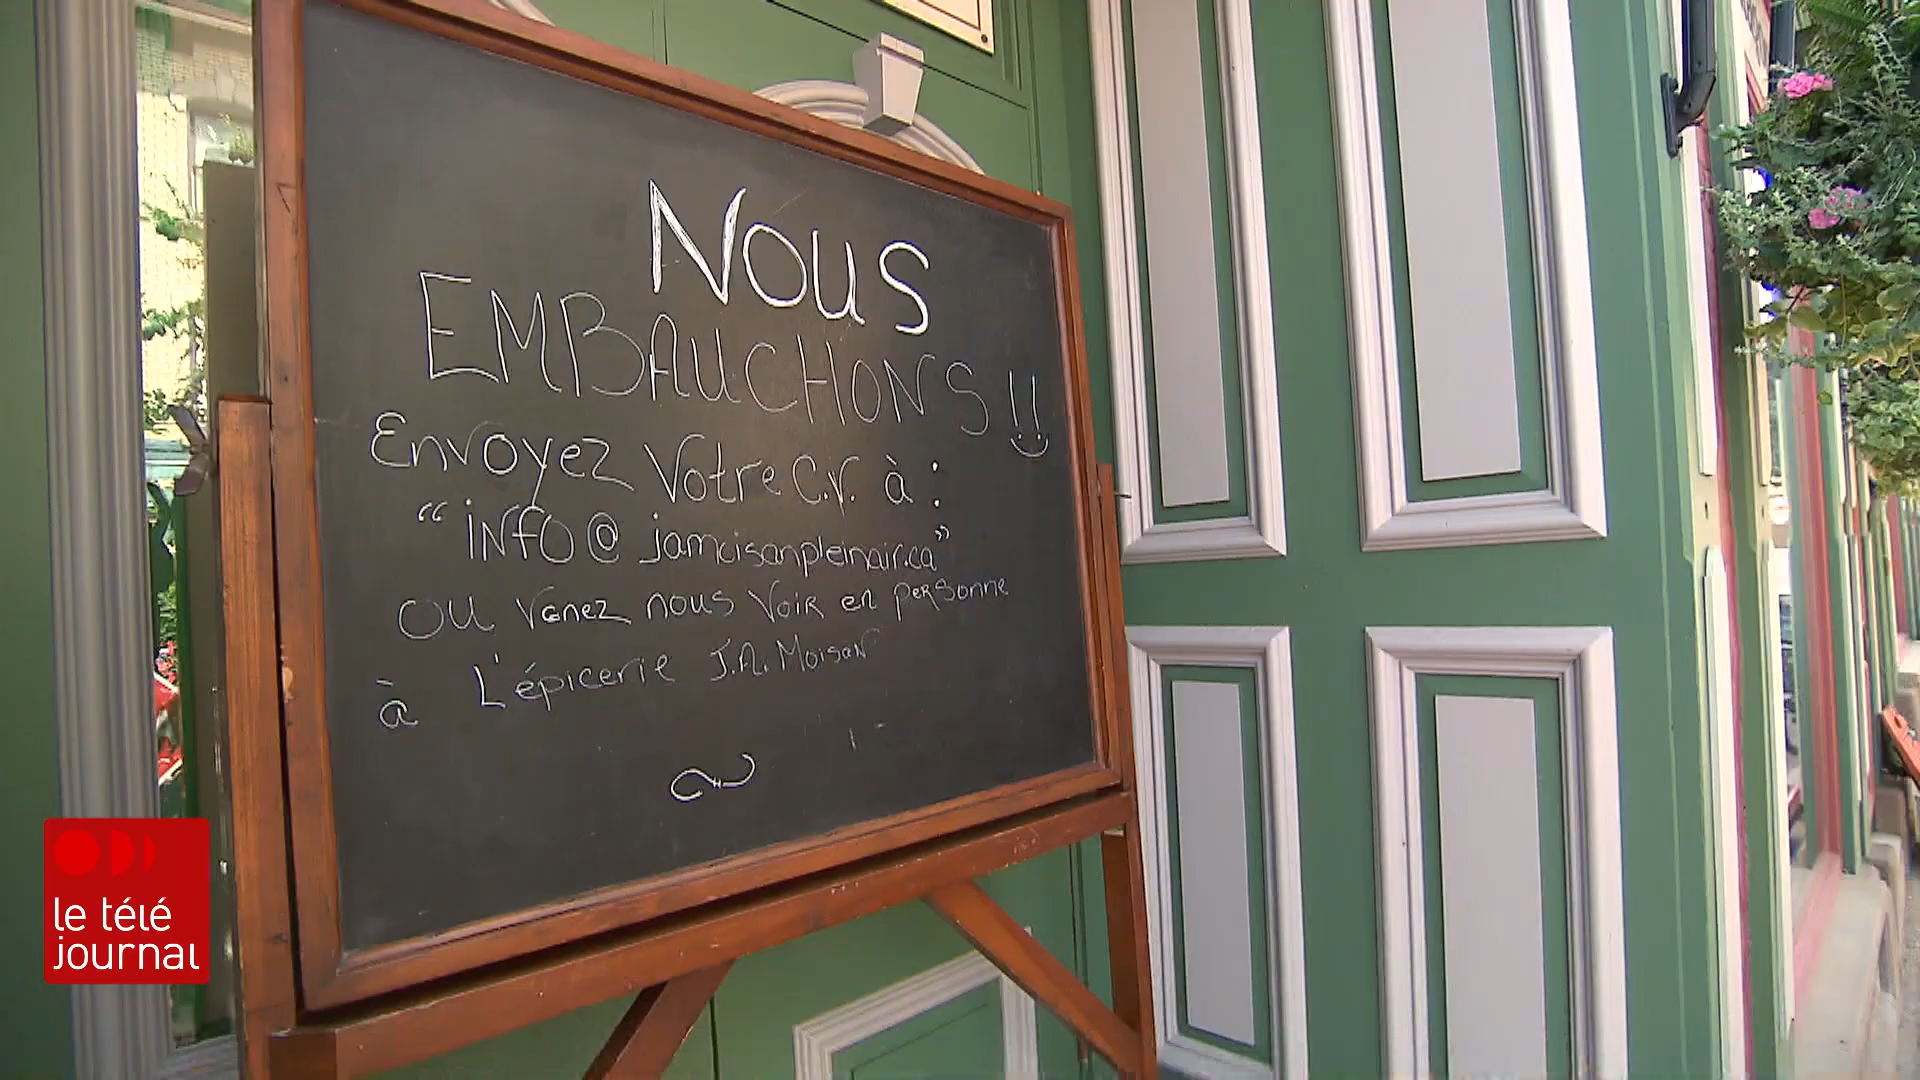 NOUS
EMBAUCHONS !!
Envoyez Votre C.V. à :
“info@jamoisanpleinair.ca”
ou venez nous voir en personne
à L'épicerie J.A. Moisan
le télé
journal